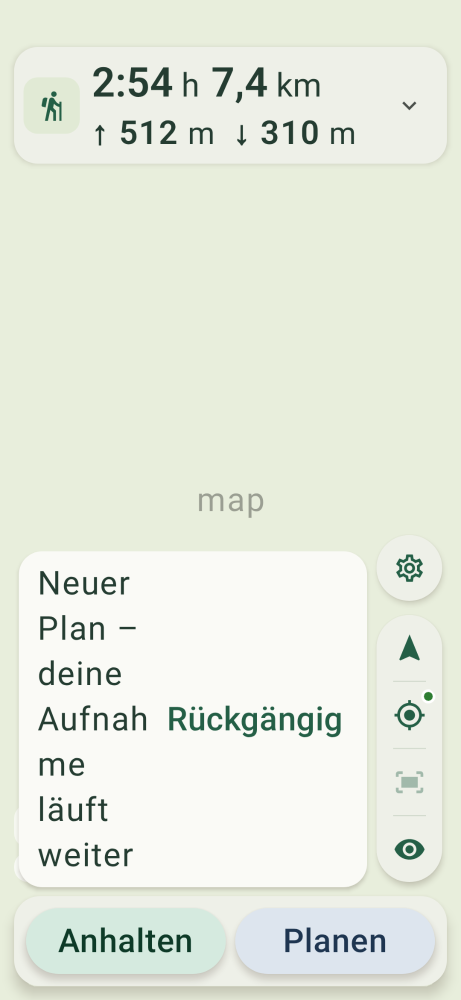 2:54 h 7,4 km
↑ 512 m ↓ 310 m
map
Neuer
Plan –
deine
Aufnah
me
läuft
weiter
Rückgängig
Anhalten
Planen